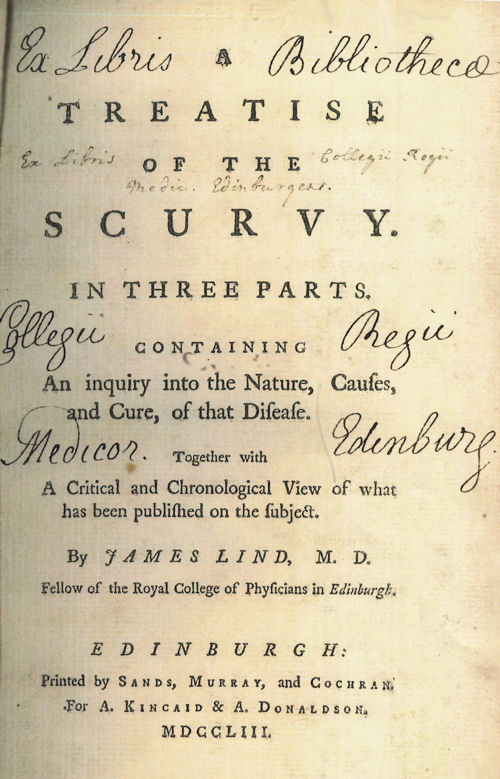 Ex Libris A Bibliothecæ
TREATISE
Ex Libris OF THE Collegii Regii
Medic. Edinburgens.
SCURVY.
IN THREE PARTS.
Collegii CONTAINING Regii
An inquiry into the Nature, Cauſes,
and Cure, of that Diſeaſe.
Medicor. Together with Edinburg.
A Critical and Chronological View of what
has been publiſhed on the ſubject.
By JAMES LIND, M. D.
Fellow of the Royal College of Phyſicians in Edinburgh.
EDINBURGH:
Printed by SANDS, MURRAY, and COCHRAN.
For A. KINCAID & A. DONALDSON.
MDCCLIII.